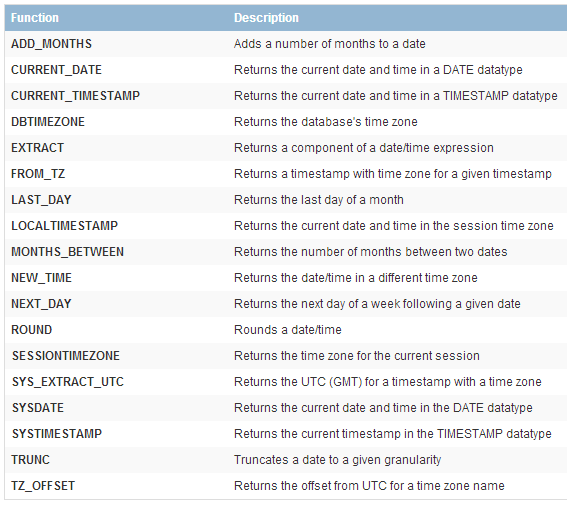 Function Description
ADD_MONTHS Adds a number of months to a date
CURRENT_DATE Returns the current date and time in a DATE datatype
CURRENT_TIMESTAMP Returns the current date and time in a TIMESTAMP datatype
DBTIMEZONE Returns the database's time zone
EXTRACT Returns a component of a date/time expression
FROM_TZ Returns a timestamp with time zone for a given timestamp
LAST_DAY Returns the last day of a month
LOCALTIMESTAMP Returns the current date and time in the session time zone
MONTHS_BETWEEN Returns the number of months between two dates
NEW_TIME Returns the date/time in a different time zone
NEXT_DAY Returns the next day of a week following a given date
ROUND Rounds a date/time
SESSIONTIMEZONE Returns the time zone for the current session
SYS_EXTRACT_UTC Returns the UTC (GMT) for a timestamp with a time zone
SYSDATE Returns the current date and time in the DATE datatype
SYSTIMESTAMP Returns the current timestamp in the TIMESTAMP datatype
TRUNC Truncates a date to a given granularity
TZ_OFFSET Returns the offset from UTC for a time zone name